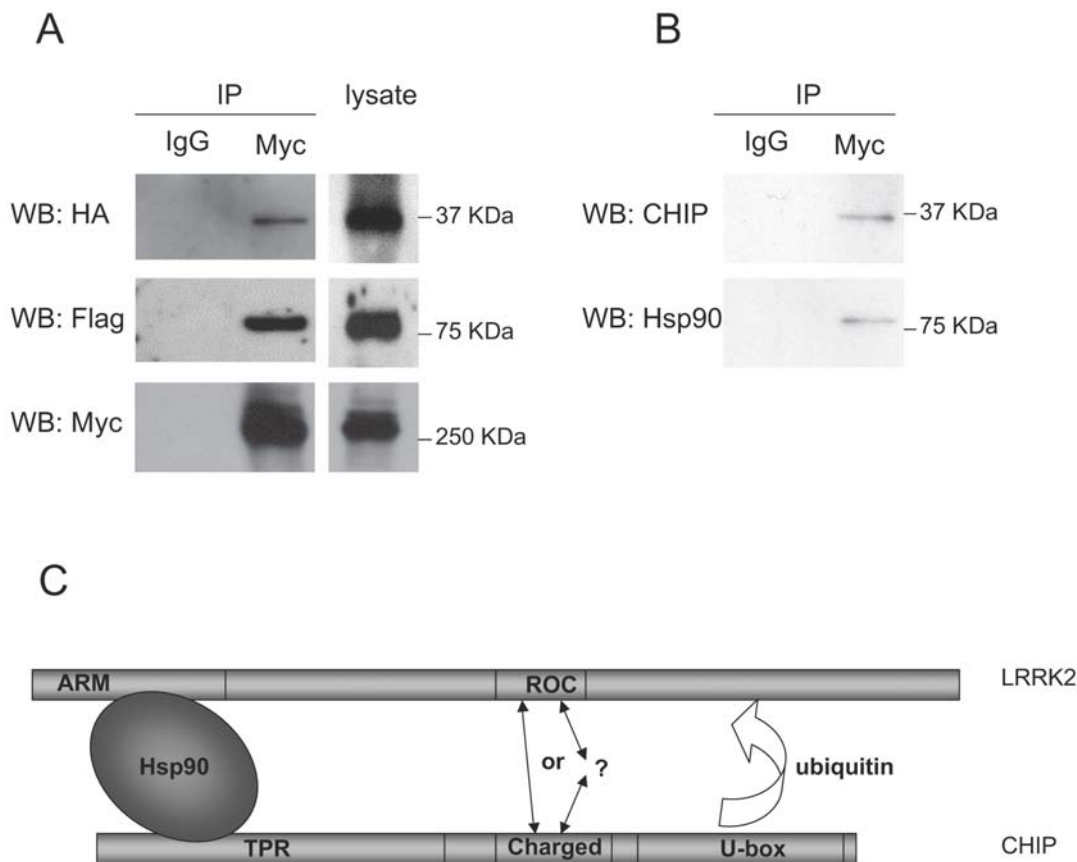 A
IP lysate
IgG Myc
WB: HA 37 KDa
WB: Flag 75 KDa
WB: Myc 250 KDa
B
IP
IgG Myc
WB: CHIP 37 KDa
WB: Hsp90 75 KDa
C
ARM ROC LRRK2
Hsp90 or ? ubiquitin
TPR Charged U-box CHIP